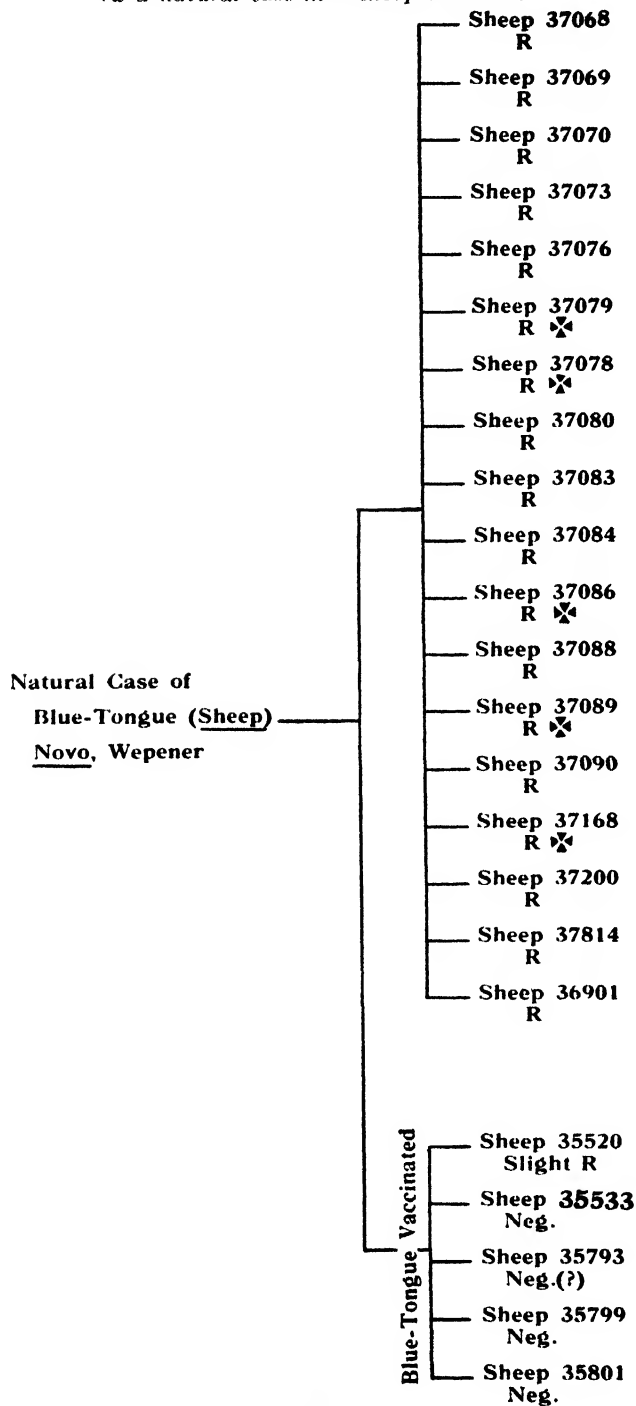 Sheep 37068
R
Sheep 37069
R
Sheep 37070
R
Sheep 37073
R
Sheep 37076
R
Sheep 37079
R ✠
Sheep 37078
R ✠
Sheep 37080
R
Sheep 37083
R
Sheep 37084
R
Sheep 37086
R ✠
Sheep 37088
R
Sheep 37089
R ✠
Sheep 37090
R
Sheep 37168
R ✠
Sheep 37200
R
Sheep 37814
R
Sheep 36901
R
Natural Case of
Blue-Tongue (Sheep)
Novo, Wepener
Blue-Tongue Vaccinated
Sheep 35520
Slight R
Sheep 35533
Neg.
Sheep 35793
Neg.(?)
Sheep 35799
Neg.
Sheep 35801
Neg.